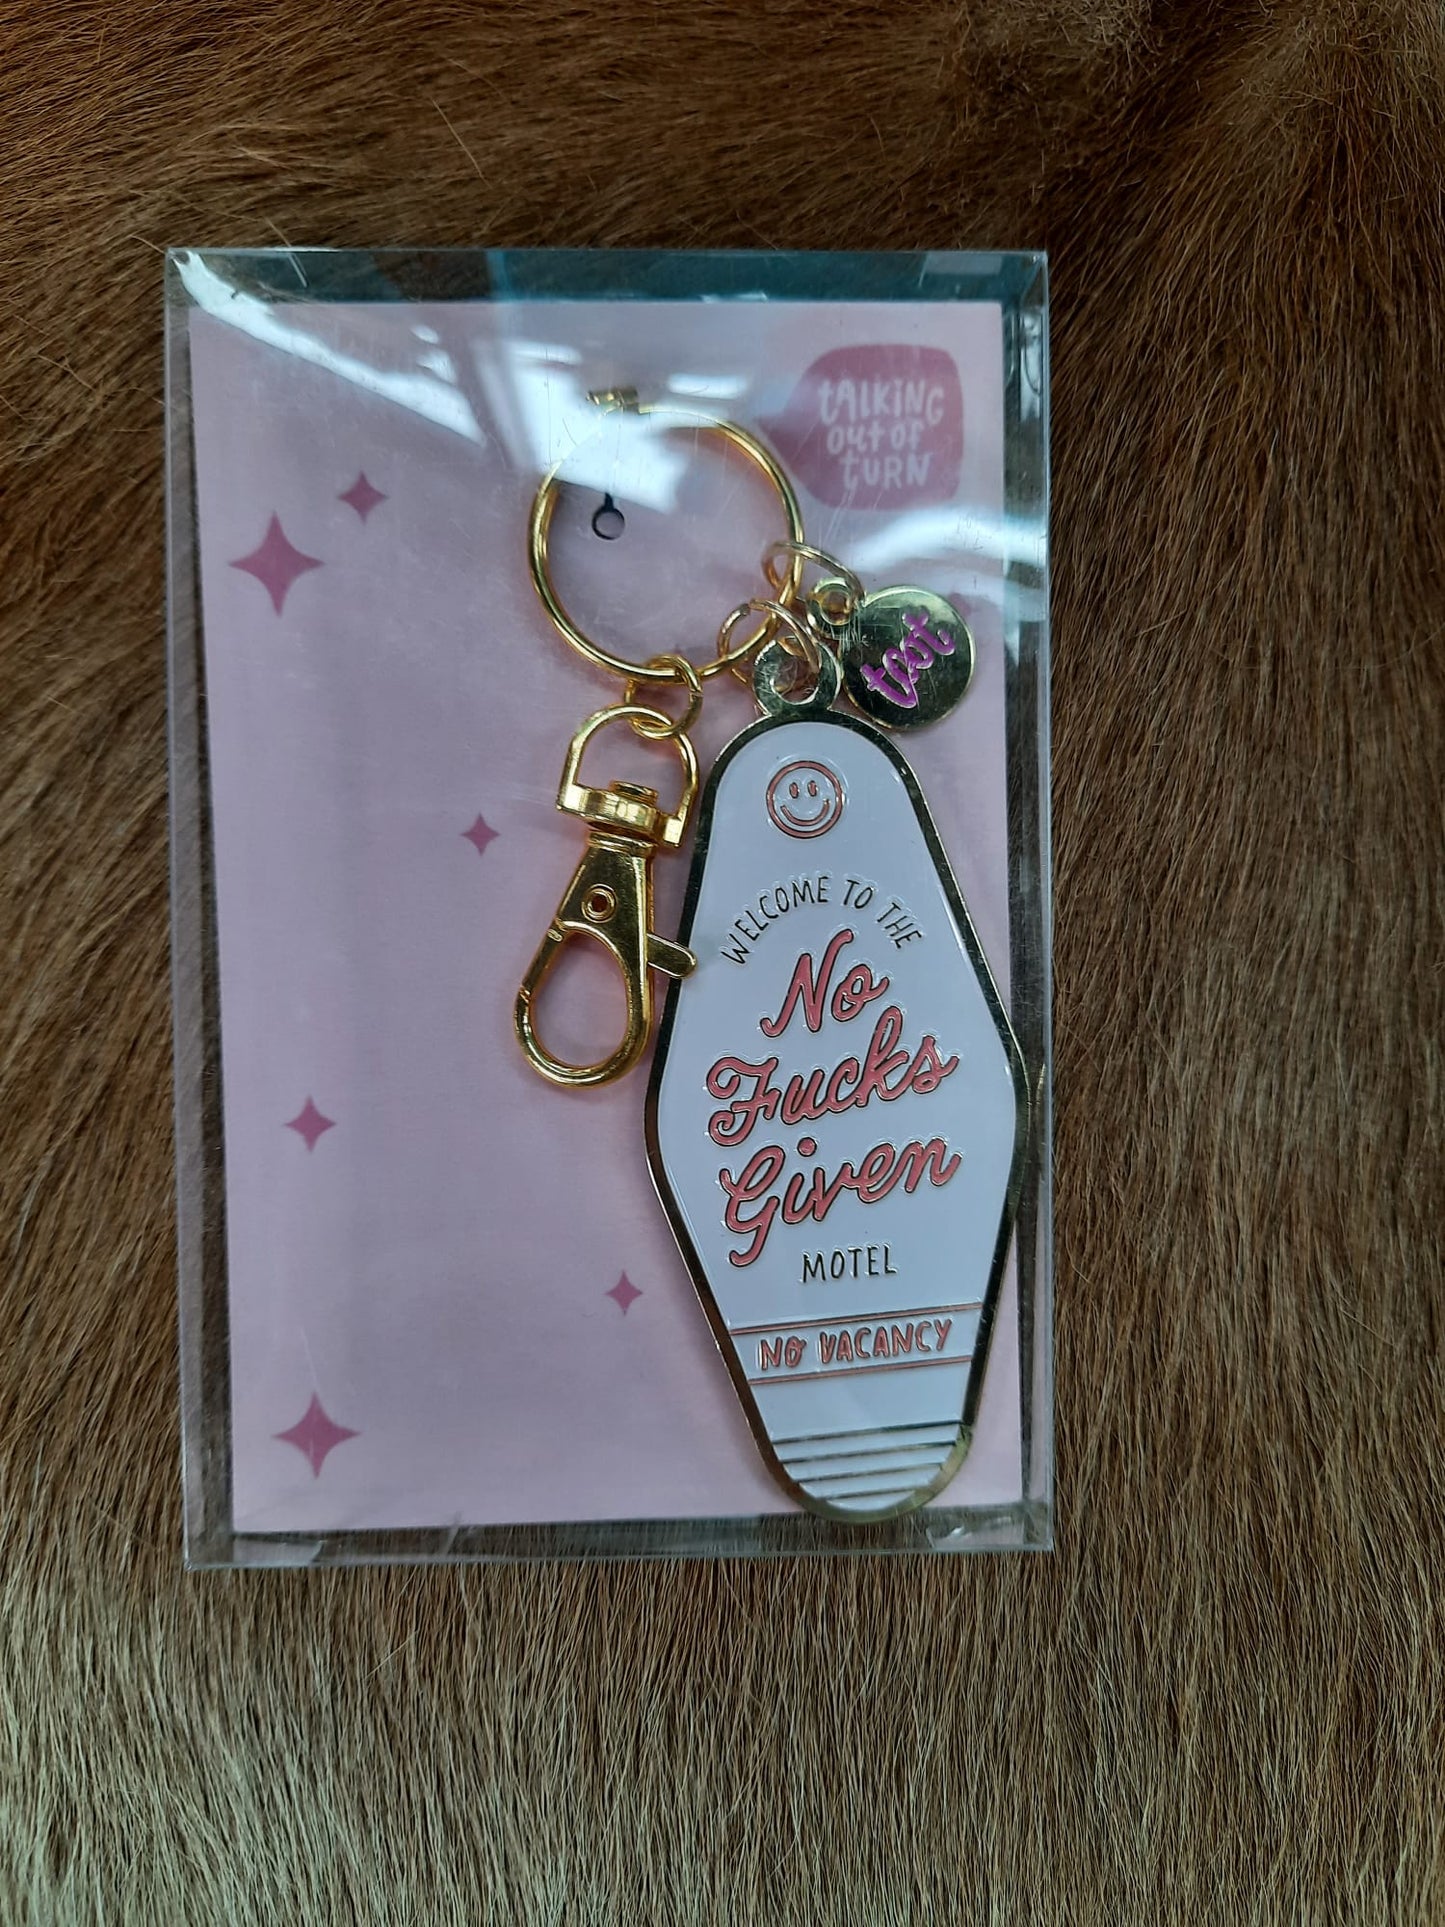 talking
out of
turn
toot
WELCOME TO THE
No
Fucks
Given
MOTEL
NO VACANCY